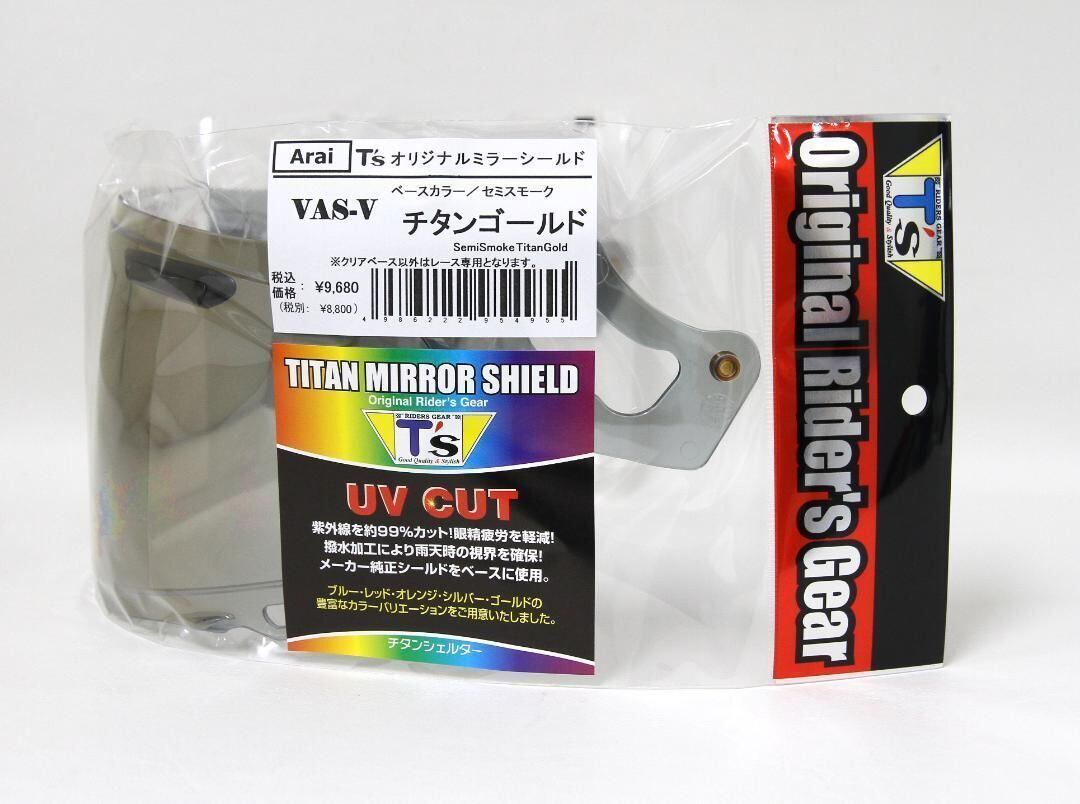 Arai T's オリジナルミラーシールド
ベースカラー／セミスモーク
VAS-V チタンゴールド
SemiSmoke TitanGold
※クリアベース以外はレース専用となります。
税込価格： ¥9,680
（税別： ¥8,800）
4 986222 954955
TITAN MIRROR SHIELD
Original Rider's Gear
RIDERS GEAR
T's
Good Quality & Stylish
UV CUT
紫外線を約99%カット!眼精疲労を軽減!
撥水加工により雨天時の視界を確保!
メーカー純正シールドをベースに使用。
ブルー・レッド・オレンジ・シルバー・ゴールドの
豊富なカラーバリエーションをご用意いたしました。
チタンシェルター
RIDERS GEAR
T's
Good Quality & Stylish
Original Rider's Gear